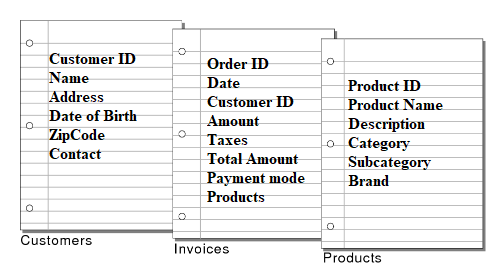 Customer ID
Name
Address
Date of Birth
ZipCode
Contact
Customers
Order ID
Date
Customer ID
Amount
Taxes
Total Amount
Payment mode
Products
Invoices
Product ID
Product Name
Description
Category
Subcategory
Brand
Products